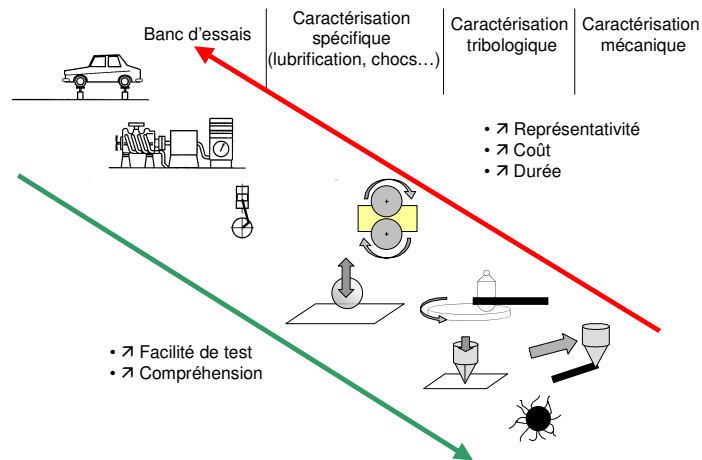 Banc d'essais
Caractérisation
spécifique
(lubrification, chocs…)
Caractérisation
tribologique
Caractérisation
mécanique
• ↗ Représentativité
• ↗ Coût
• ↗ Durée
• ↗ Facilité de test
• ↗ Compréhension